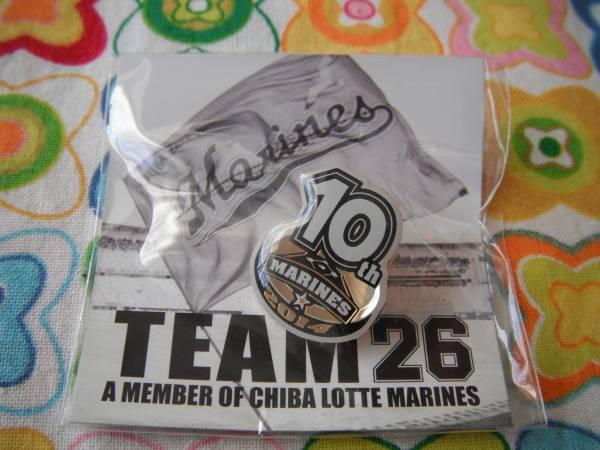 Marines
10th
MARINES
2014
TEAM 26
A MEMBER OF CHIBA LOTTE MARINES